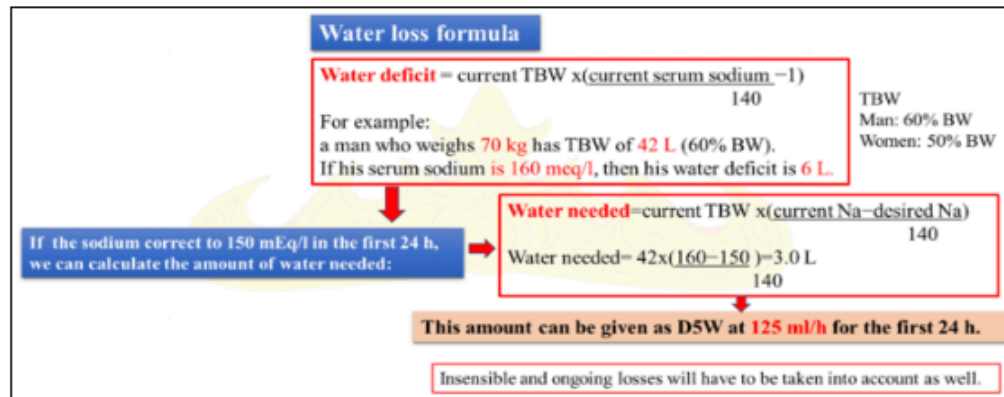 Water loss formula
Water deficit = current TBW x(current serum sodium −1)
140
For example:
a man who weighs 70 kg has TBW of 42 L (60% BW).
If his serum sodium is 160 meq/l, then his water deficit is 6 L.
TBW
Man: 60% BW
Women: 50% BW
If the sodium correct to 150 mEq/l in the first 24 h,
we can calculate the amount of water needed:
Water needed=current TBW x(current Na−desired Na)
140
Water needed= 42x(160−150 )=3.0 L
140
This amount can be given as D5W at 125 ml/h for the first 24 h.
Insensible and ongoing losses will have to be taken into account as well.